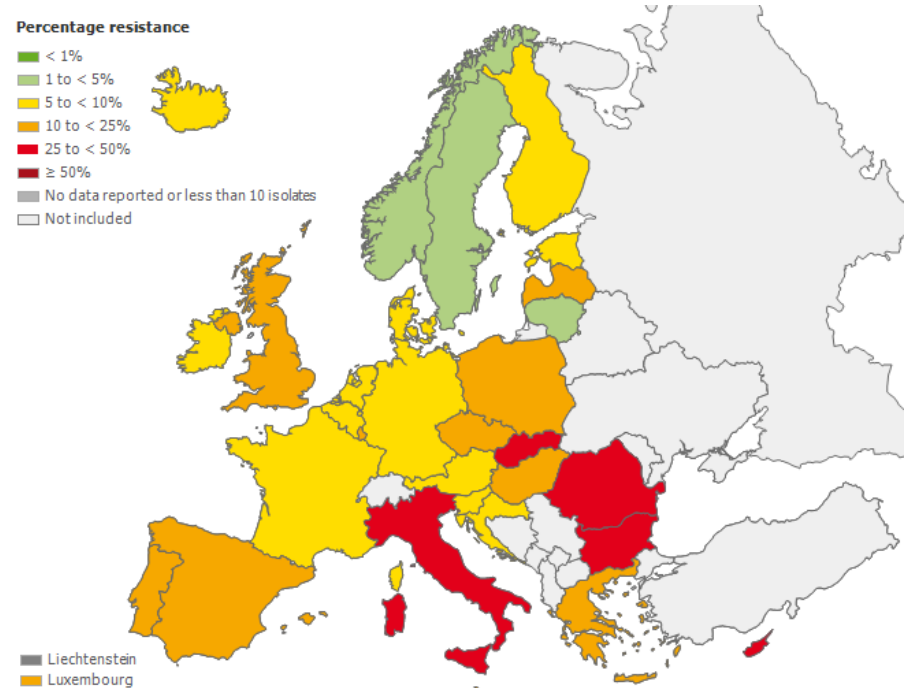 Percentage resistance
< 1%
1 to < 5%
5 to < 10%
10 to < 25%
25 to < 50%
≥ 50%
No data reported or less than 10 isolates
Not included
Liechtenstein
Luxembourg